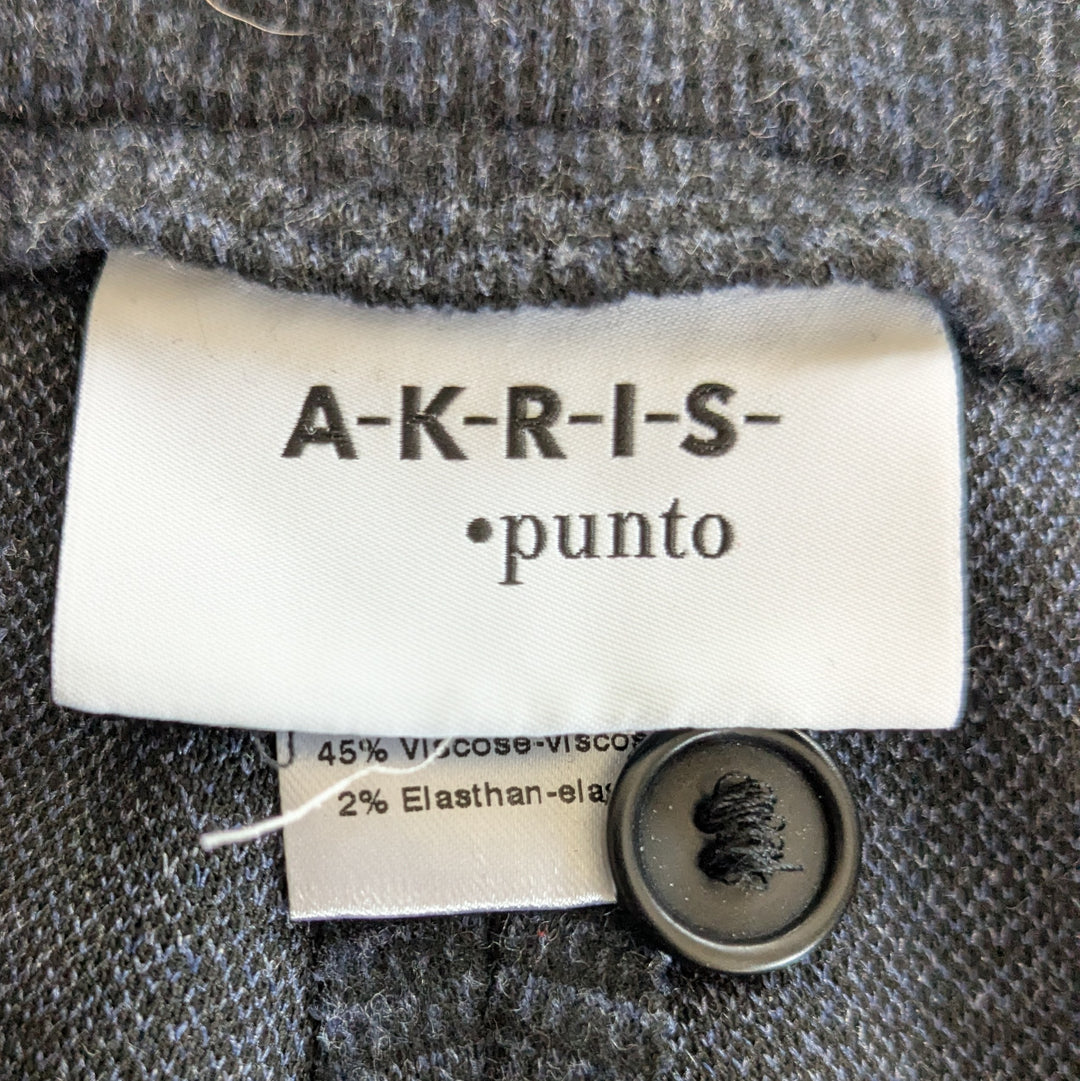 A-K-R-I-S-
•punto
45% Viscose-viscos
2% Elasthan-elas